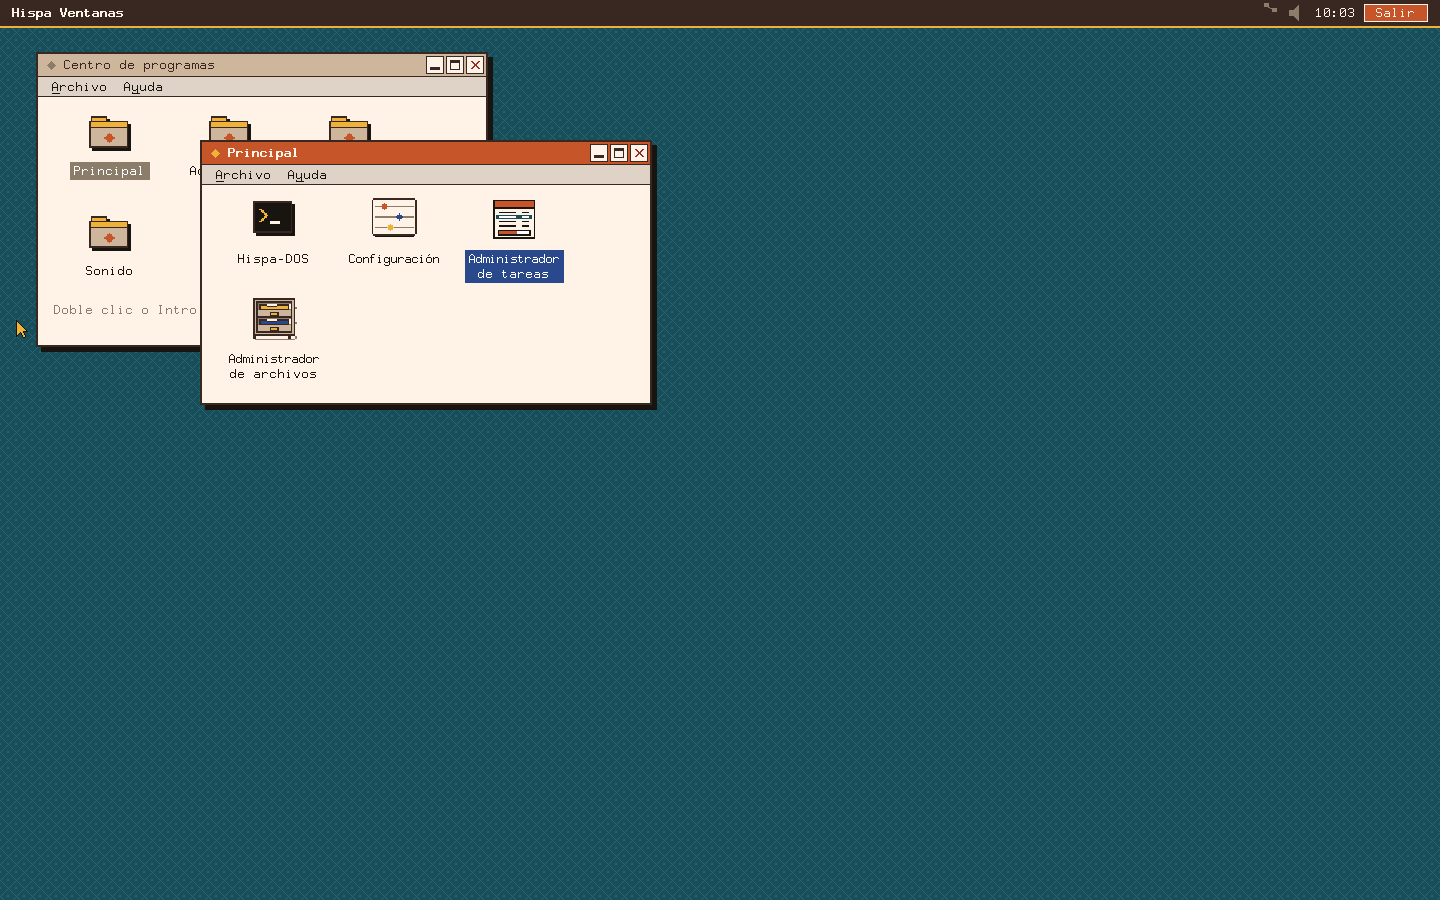 Hispa Ventanas
10:03
Salir
Centro de programas
Archivo Ayuda
Principal
Sonido
Doble clic o Intro
Principal
Archivo Ayuda
Hispa-DOS
Configuración
Administrador
de tareas
Administrador
de archivos